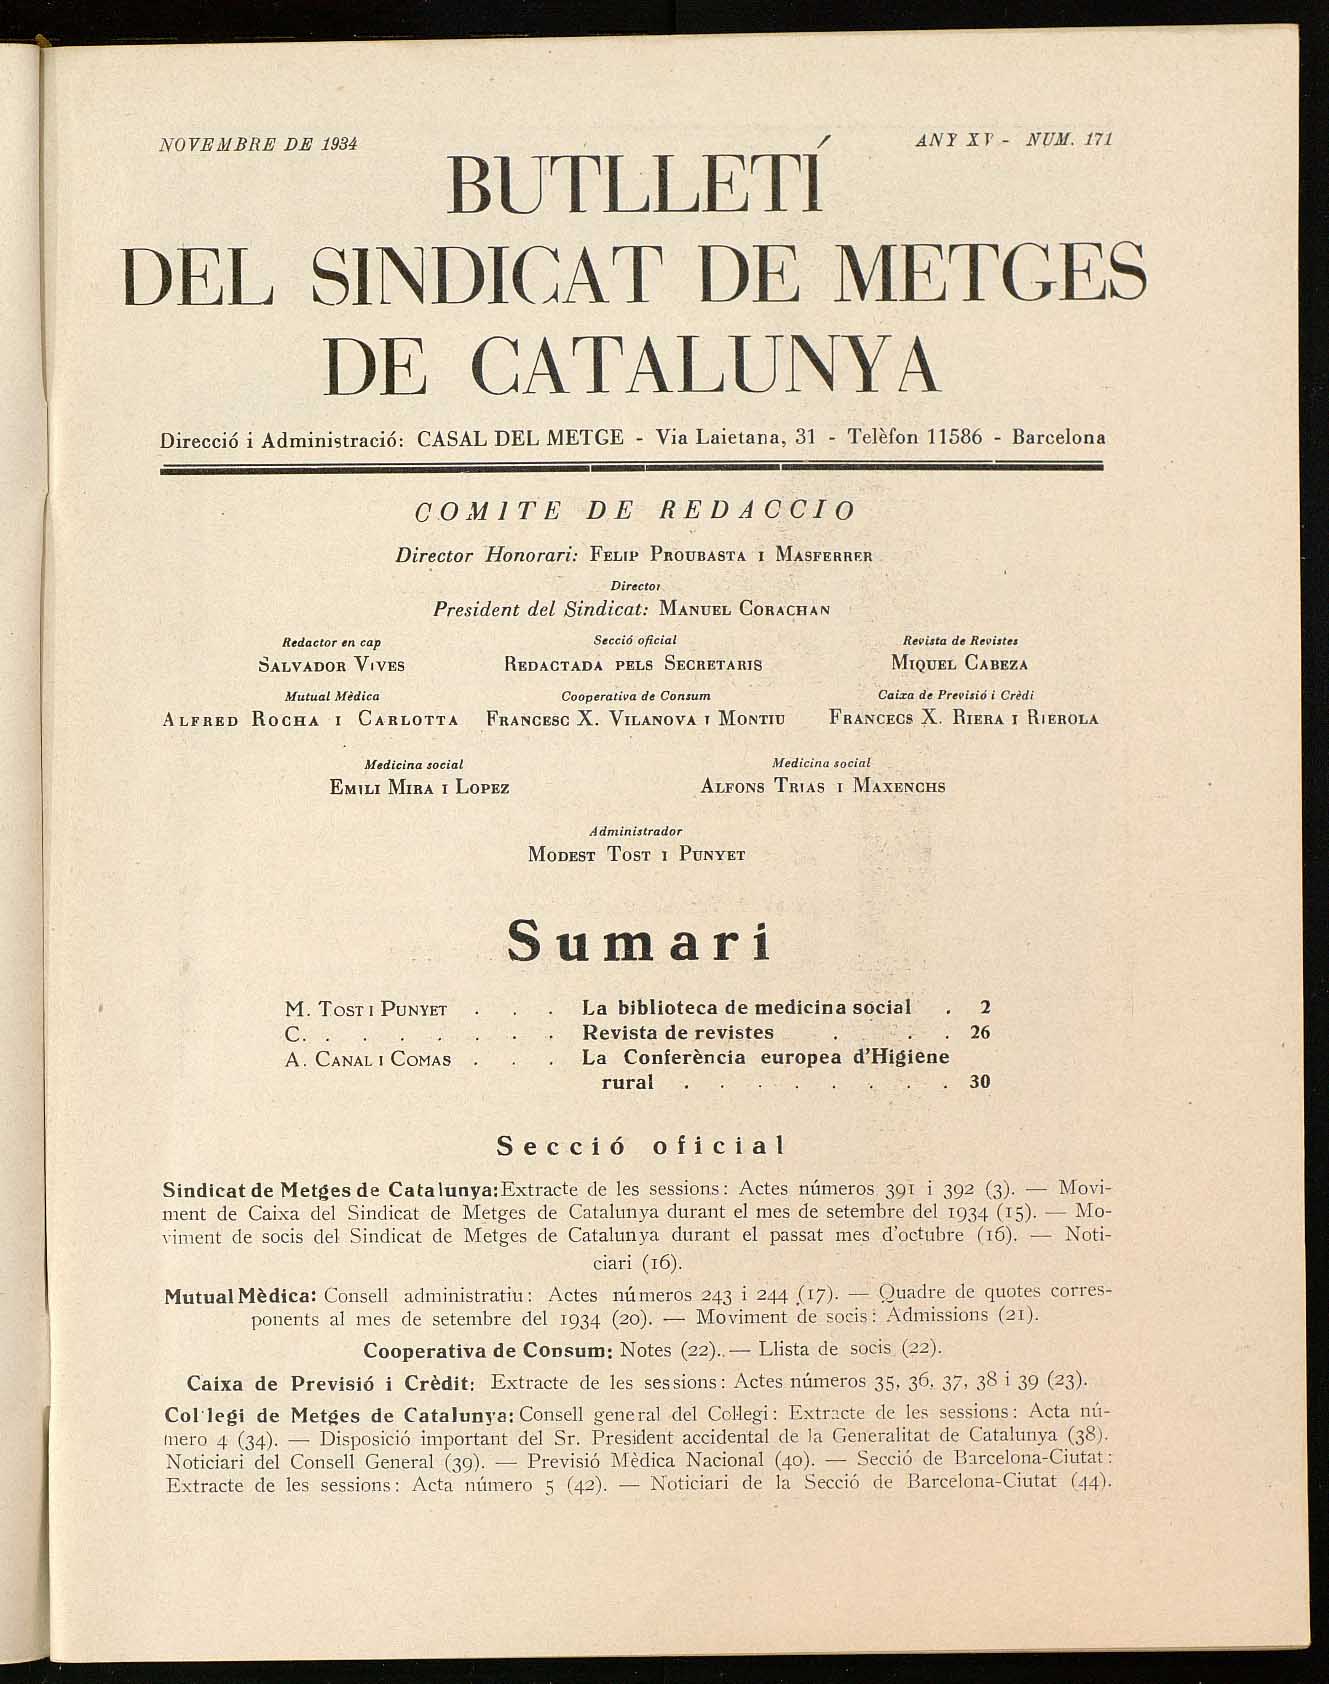 NOVEMBRE DE 1934
ANY XV - NUM. 171
BUTLLETÍ
DEL SINDICAT DE METGES
DE CATALUNYA
Direcció i Administració: CASAL DEL METGE - Via Laietana, 31 - Telèfon 11586 - Barcelona
COMITE DE REDACCIO
Director Honorari: FELIP PROUBASTA I MASFERRER
Director
President del Sindicat: MANUEL CORACHAN
Redactor en cap Secció oficial Revista de Revistes
SALVADOR VIVES REDACTADA PELS SECRETARIS MIQUEL CABEZA
Mutual Mèdica Cooperativa de Consum Caixa de Previsió i Crèdi
ALFRED ROCHA I CARLOTTA FRANCESC X. VILANOVA I MONTIU FRANCECS X. RIERA I RIEROLA
Medicina social Medicina social
EMILI MIRA I LOPEZ ALFONS TRIAS I MAXENCHS
Administrador
MODEST TOST I PUNYET
Sumari
M. TOST I PUNYET . . . La biblioteca de medicina social . 2
C. . . . . . . . Revista de revistes . . . . 26
A. CANAL I COMAS . . . La Conferència europea d'Higiene
rural . . . . . . . . 30
Secció oficial
Sindicat de Metges de Catalunya: Extracte de les sessions: Actes números 391 i 392 (3). — Movi-
ment de Caixa del Sindicat de Metges de Catalunya durant el mes de setembre del 1934 (15). — Mo-
viment de socis del Sindicat de Metges de Catalunya durant el passat mes d'octubre (16). — Noti-
ciari (16).
Mutual Mèdica: Consell administratiu: Actes números 243 i 244 (17). — Quadre de quotes corres-
ponents al mes de setembre del 1934 (20). — Moviment de socis: Admissions (21).
Cooperativa de Consum: Notes (22). — Llista de socis (22).
Caixa de Previsió i Crèdit: Extracte de les sessions: Actes números 35, 36, 37, 38 i 39 (23).
Col·legi de Metges de Catalunya: Consell general del Col·legi: Extracte de les sessions: Acta nú-
mero 4 (34). — Disposició important del Sr. President accidental de la Generalitat de Catalunya (38).
Noticiari del Consell General (39). — Previsió Mèdica Nacional (40). — Secció de Barcelona-Ciutat:
Extracte de les sessions: Acta número 5 (42). — Noticiari de la Secció de Barcelona-Ciutat (44).